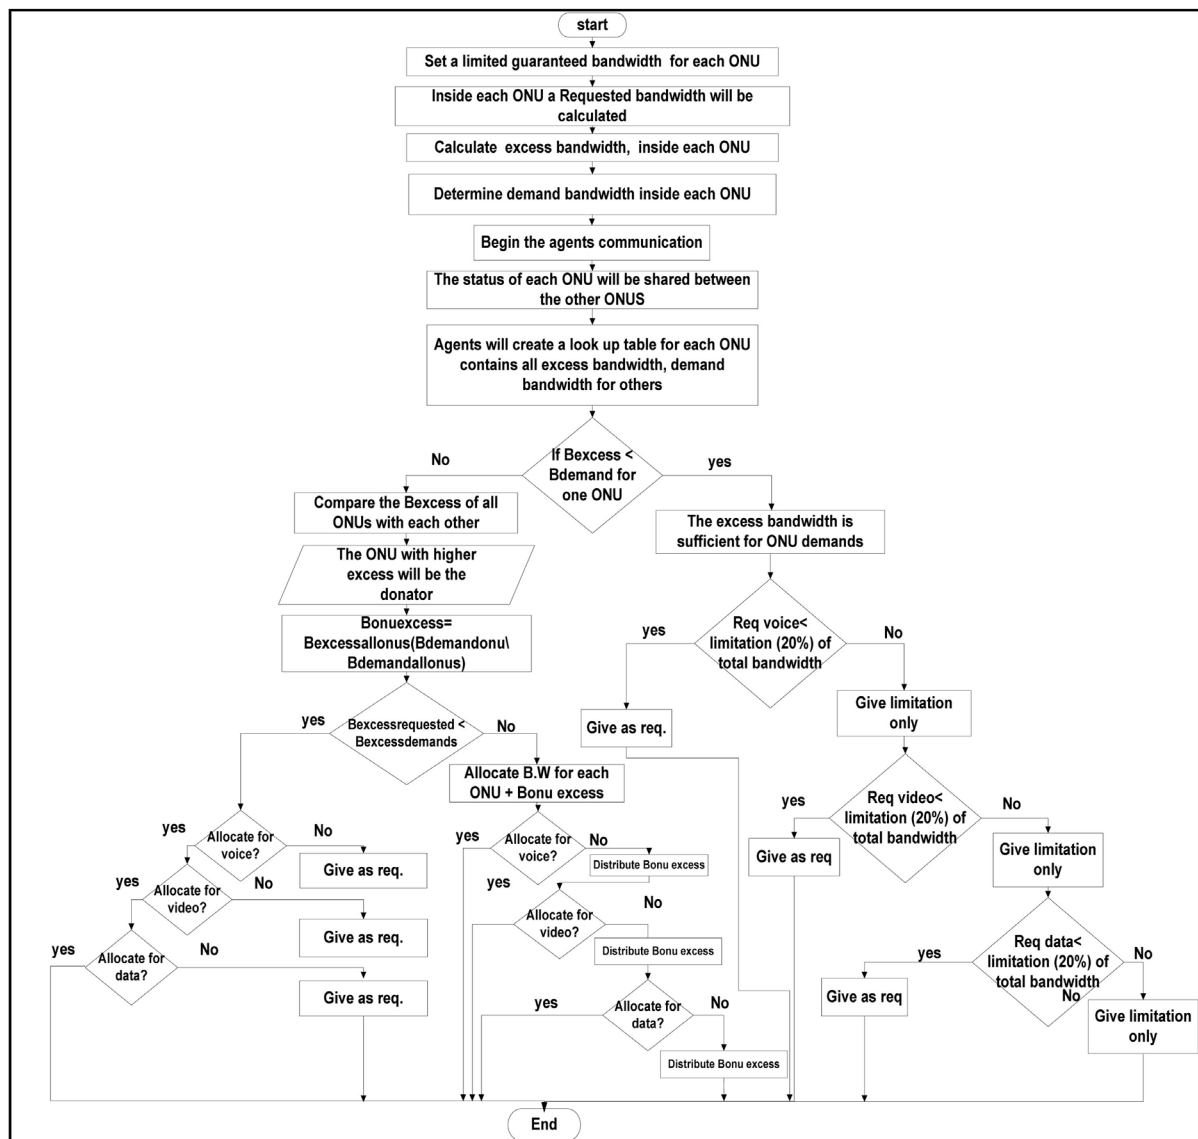 start
Set a limited guaranteed bandwidth for each ONU
Inside each ONU a Requested bandwidth will be
calculated
Calculate excess bandwidth, inside each ONU
Determine demand bandwidth inside each ONU
Begin the agents communication
The status of each ONU will be shared between
the other ONUS
Agents will create a look up table for each ONU
contains all excess bandwidth, demand
bandwidth for others
If Bexcess <
Bdemand for
one ONU
No
yes
Compare the Bexcess of all
ONUs with each other
The ONU with higher
excess will be the
donator
Bonuexcess=
Bexcessallonus(Bdemandonu\
Bdemandallonus)
Bexcessrequested <
Bexcessdemands
yes
No
Allocate for
voice?
yes
No
Give as req.
Allocate for
video?
yes
No
Give as req.
Allocate for
data?
yes
No
Give as req.
Allocate B.W for each
ONU + Bonu excess
Allocate for
voice?
yes
No
Distribute Bonu excess
Allocate for
video?
yes
No
Distribute Bonu excess
Allocate for
data?
yes
No
Distribute Bonu excess
The excess bandwidth is
sufficient for ONU demands
Req voice<
limitation (20%) of
total bandwidth
yes
No
Give as req.
Give limitation
only
Req video<
limitation (20%) of
total bandwidth
yes
No
Give as req
Give limitation
only
Req data<
limitation (20%) of
total bandwidth
No
yes
No
Give as req
Give limitation
only
End